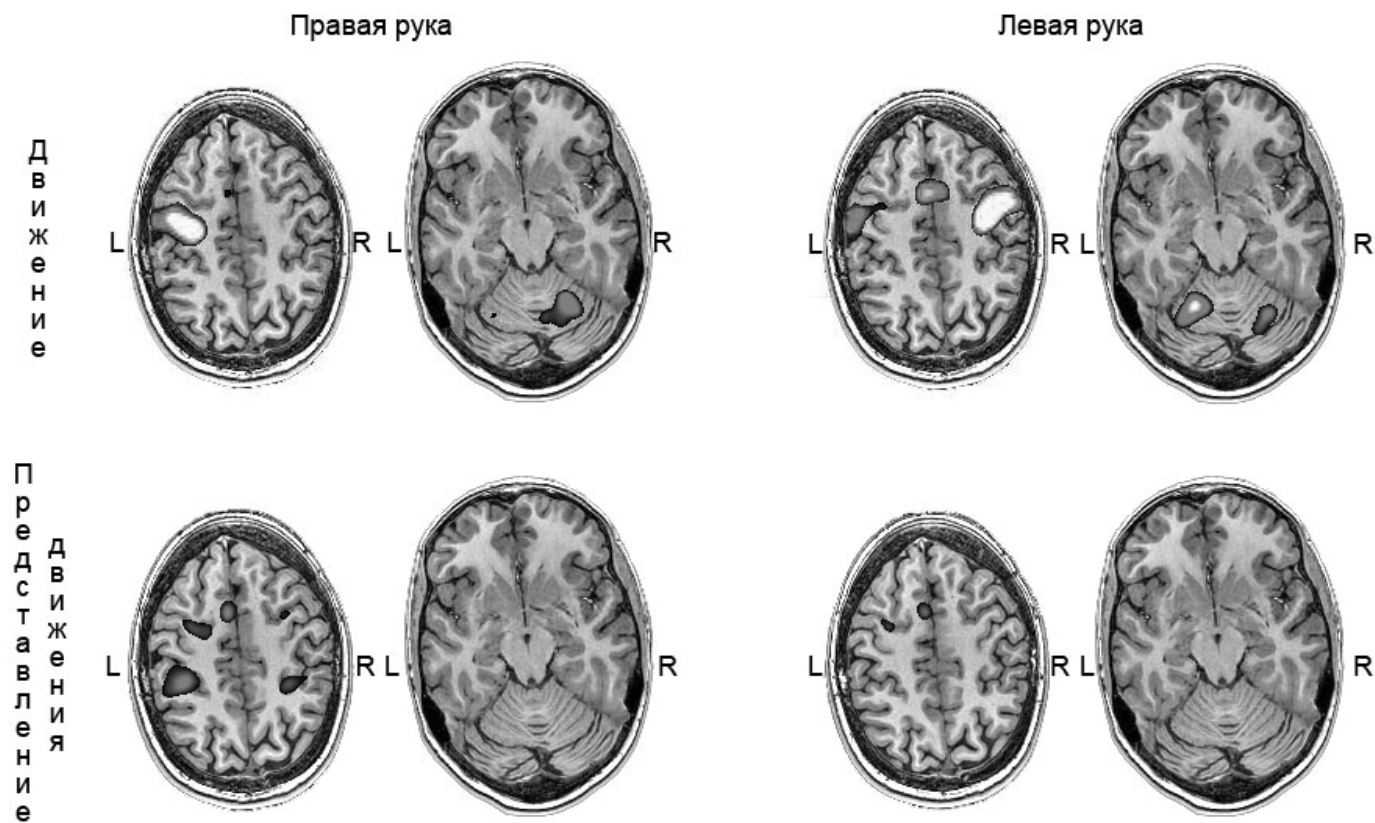 Правая рука
Левая рука
Движение
L
R
L
R
L
R
L
R
Представление
движения
L
R
L
R
L
R
L
R